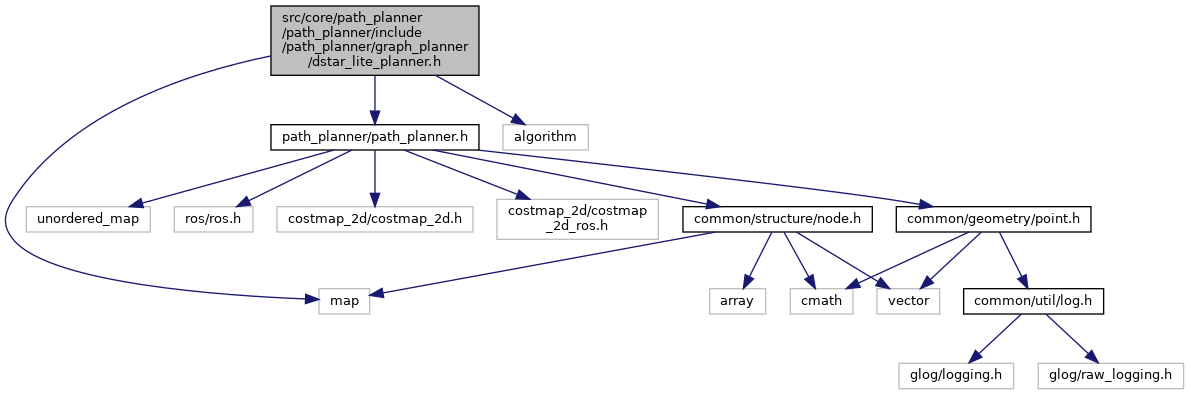 src/core/path_planner
/path_planner/include
/path_planner/graph_planner
/dstar_lite_planner.h
path_planner/path_planner.h
algorithm
unordered_map
ros/ros.h
costmap_2d/costmap_2d.h
costmap_2d/costmap
_2d_ros.h
common/structure/node.h
common/geometry/point.h
map
array
cmath
vector
common/util/log.h
glog/logging.h
glog/raw_logging.h